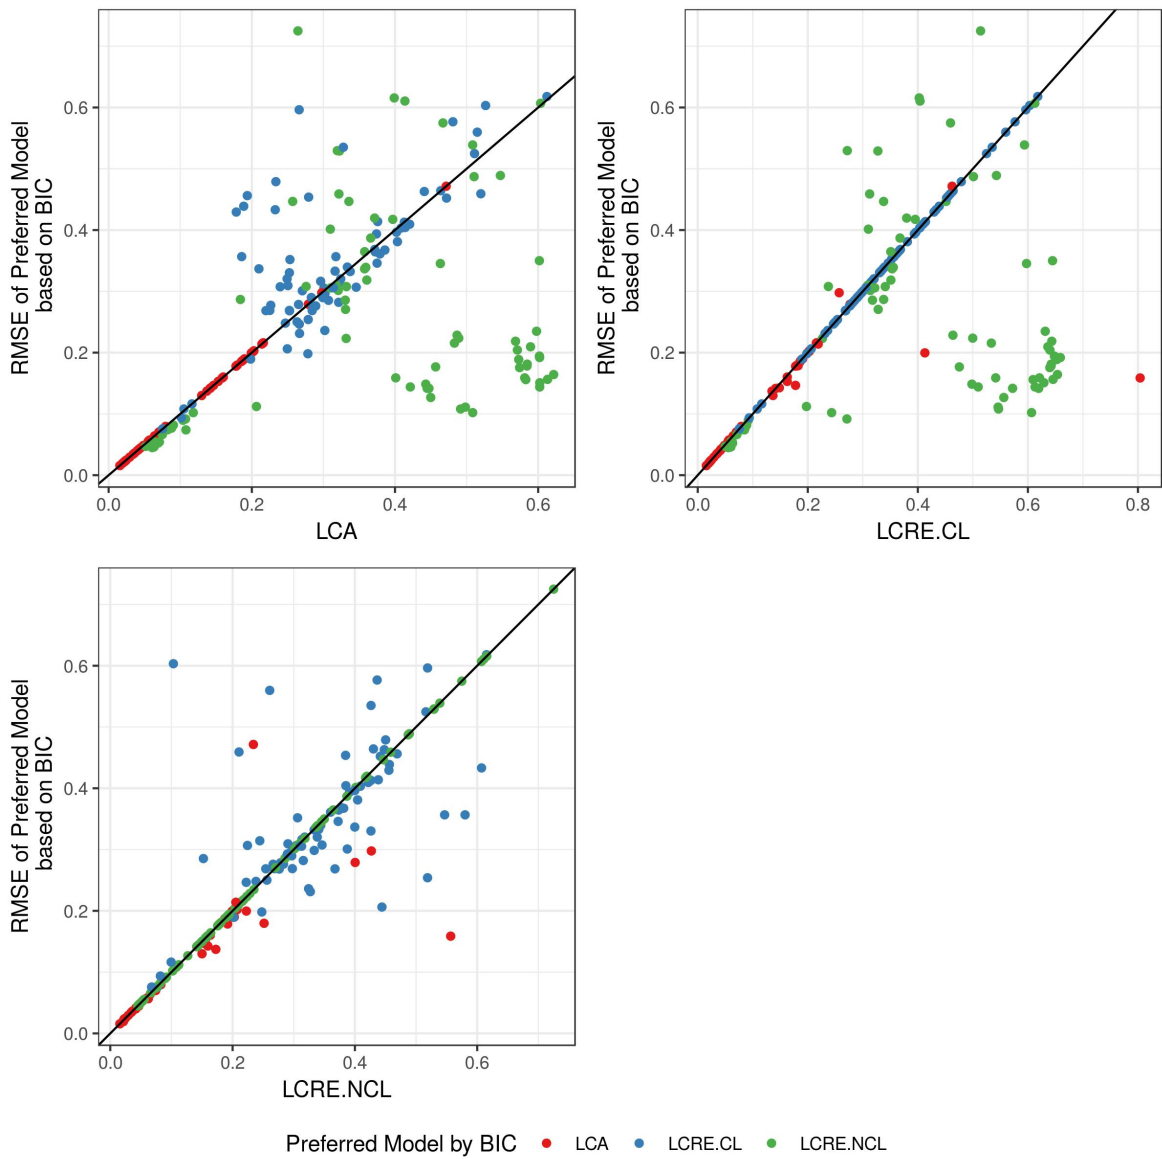 RMSE of Preferred Model
based on BIC
0.6
0.4
0.2
0.0
0.0 0.2 0.4 0.6
LCA
RMSE of Preferred Model
based on BIC
0.6
0.4
0.2
0.0
0.0 0.2 0.4 0.6 0.8
LCRE.CL
RMSE of Preferred Model
based on BIC
0.6
0.4
0.2
0.0
0.0 0.2 0.4 0.6
LCRE.NCL
Preferred Model by BIC LCA LCRE.CL LCRE.NCL